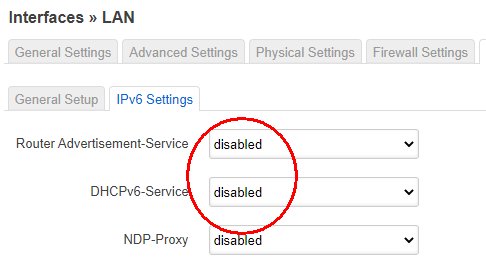 Interfaces » LAN
General Settings Advanced Settings Physical Settings Firewall Settings
General Setup IPv6 Settings
Router Advertisement-Service disabled
DHCPv6-Service disabled
NDP-Proxy disabled